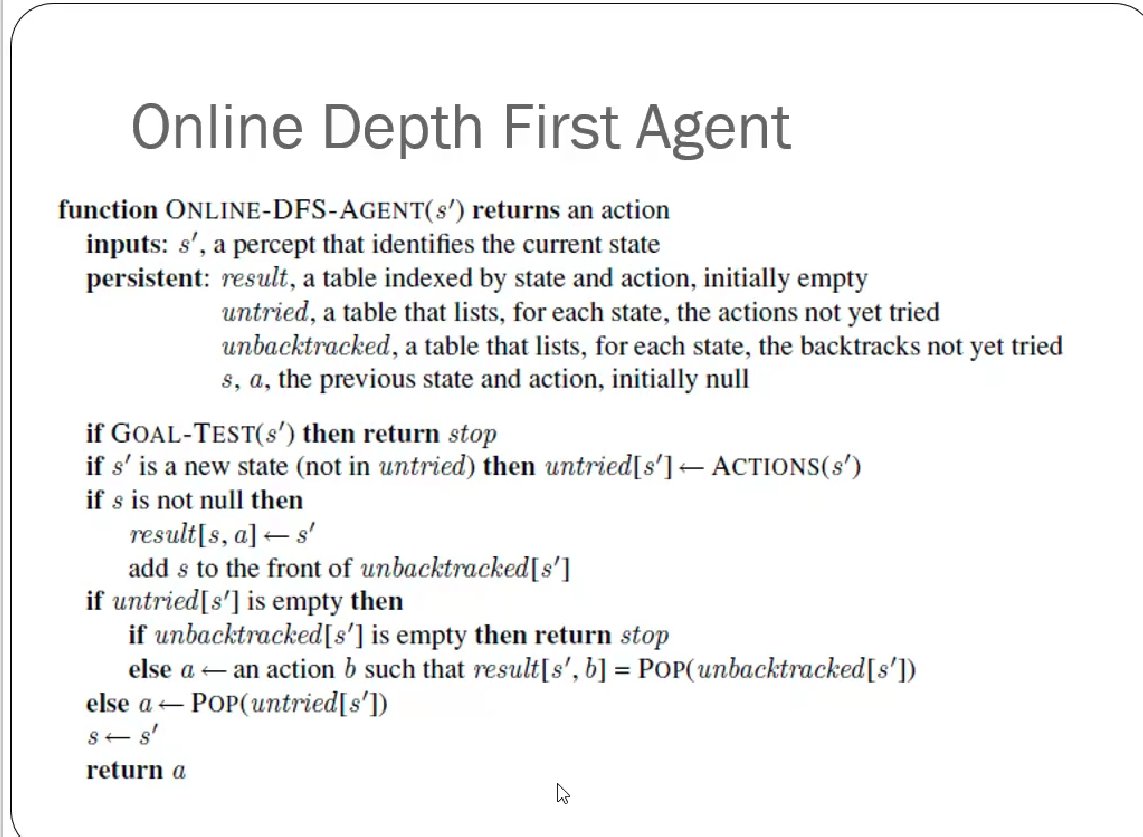 Online Depth First Agent
function ONLINE-DFS-AGENT(s′) returns an action
inputs: s′, a percept that identifies the current state
persistent: result, a table indexed by state and action, initially empty
untried, a table that lists, for each state, the actions not yet tried
unbacktracked, a table that lists, for each state, the backtracks not yet tried
s, a, the previous state and action, initially null
if GOAL-TEST(s′) then return stop
if s′ is a new state (not in untried) then untried[s′] ← ACTIONS(s′)
if s is not null then
result[s, a] ← s′
add s to the front of unbacktracked[s′]
if untried[s′] is empty then
if unbacktracked[s′] is empty then return stop
else a ← an action b such that result[s′, b] = POP(unbacktracked[s′])
else a ← POP(untried[s′])
s ← s′
return a